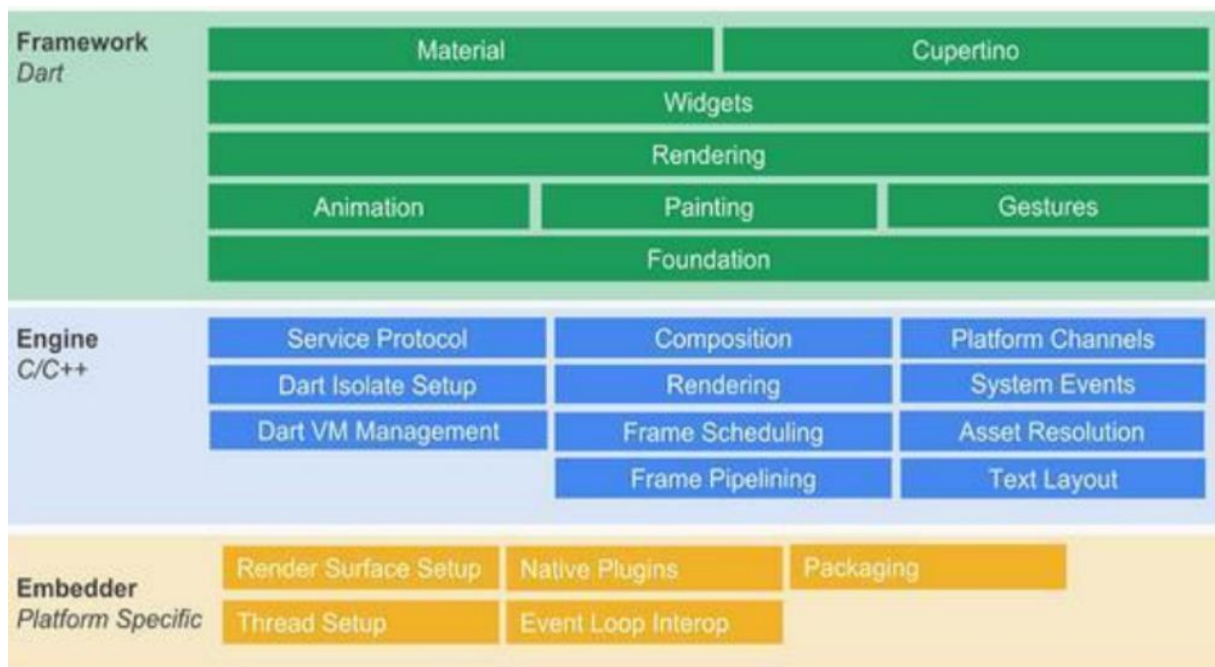 Framework
Dart
Material
Cupertino
Widgets
Rendering
Animation
Painting
Gestures
Foundation
Engine
C/C++
Service Protocol
Composition
Platform Channels
Dart Isolate Setup
Rendering
System Events
Dart VM Management
Frame Scheduling
Asset Resolution
Frame Pipelining
Text Layout
Embedder
Platform Specific
Render Surface Setup
Native Plugins
Packaging
Thread Setup
Event Loop Interop